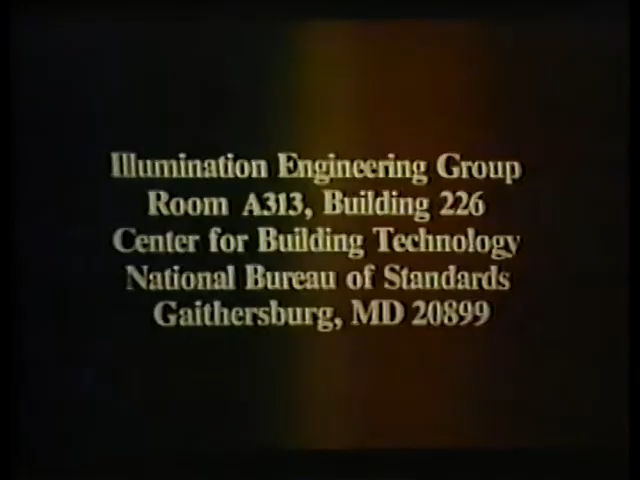 Illumination Engineering Group
Room A313, Building 226
Center for Building Technology
National Bureau of Standards
Gaithersburg, MD 20899